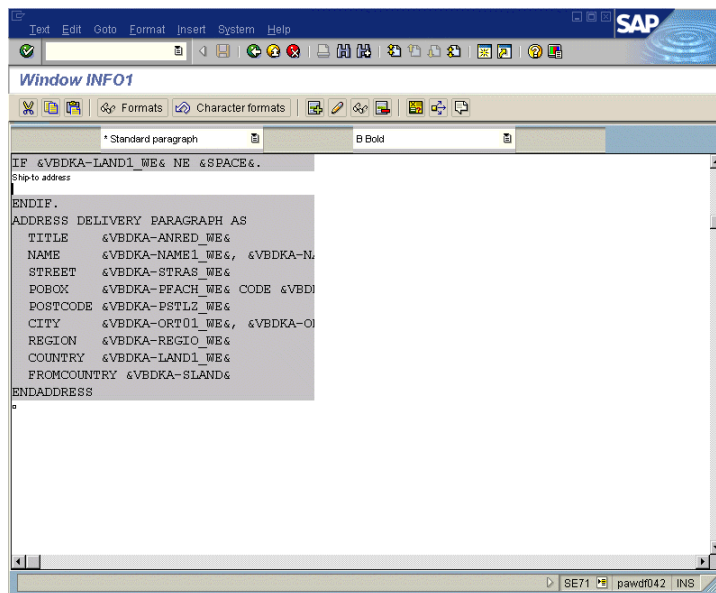 Text Edit Goto Format Insert System Help
SAP
Window INFO1
Formats Character formats
* Standard paragraph B Bold
IF &VBDKA-LAND1_WE& NE &SPACE&.
Ship-to address
ENDIF.
ADDRESS DELIVERY PARAGRAPH AS
TITLE &VBDKA-ANRED_WE&
NAME &VBDKA-NAME1_WE&, &VBDKA-NA
STREET &VBDKA-STRAS_WE&
POBOX &VBDKA-PFACH_WE& CODE &VBD
POSTCODE &VBDKA-PSTLZ_WE&
CITY &VBDKA-ORT01_WE&, &VBDKA-O
REGION &VBDKA-REGIO_WE&
COUNTRY &VBDKA-LAND1_WE&
FROMCOUNTRY &VBDKA-SLAND&
ENDADDRESS
SE71 pawdf042 INS